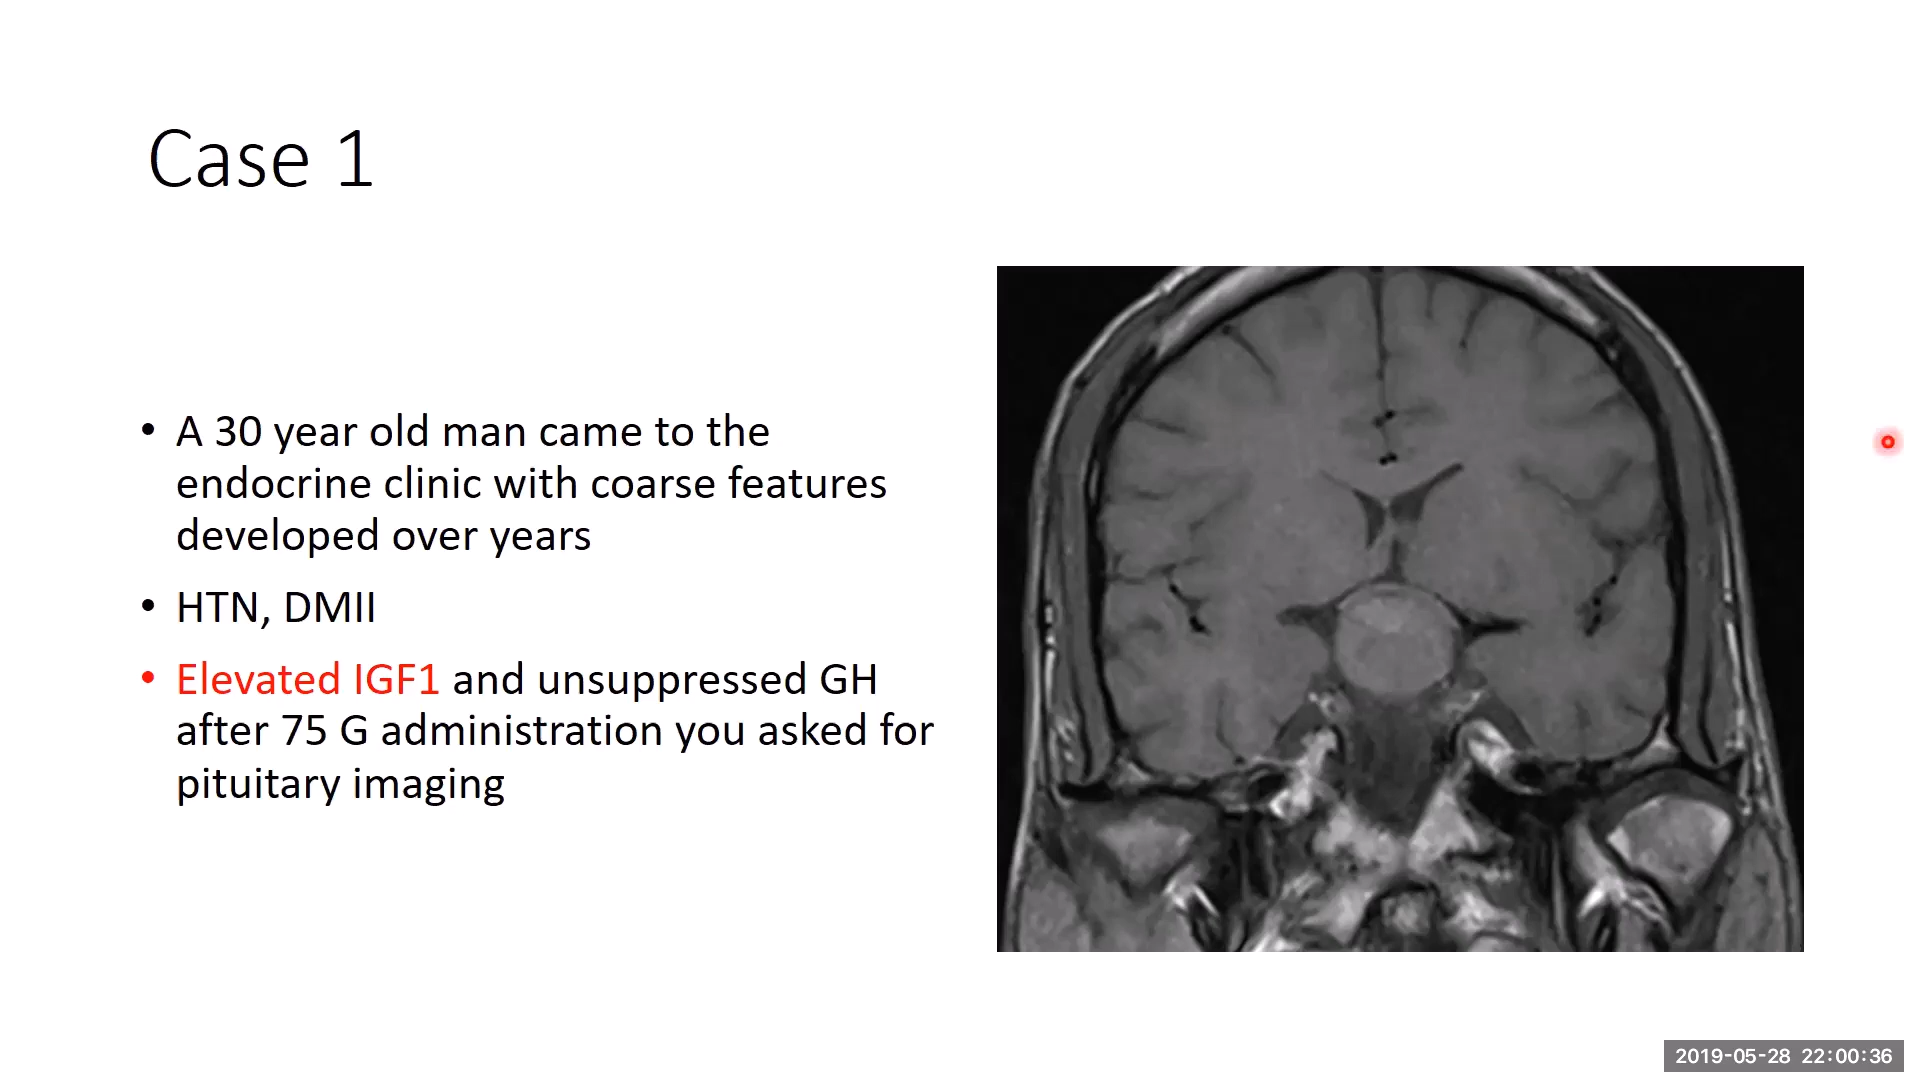 Case 1
• A 30 year old man came to the
endocrine clinic with coarse features
developed over years
• HTN, DMII
• Elevated IGF1 and unsuppressed GH
after 75 G administration you asked for
pituitary imaging
2019-05-28 22:00:36